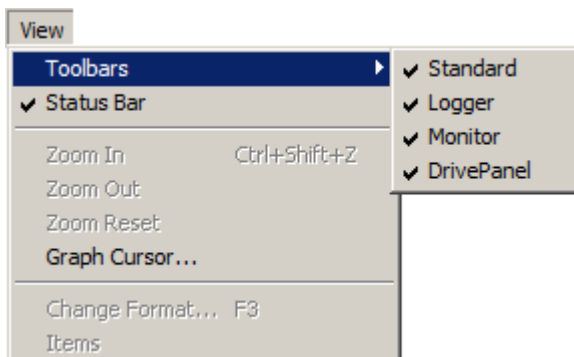 View
Toolbars
Status Bar
Zoom In Ctrl+Shift+Z
Zoom Out
Zoom Reset
Graph Cursor...
Change Format... F3
Items
Standard
Logger
Monitor
DrivePanel